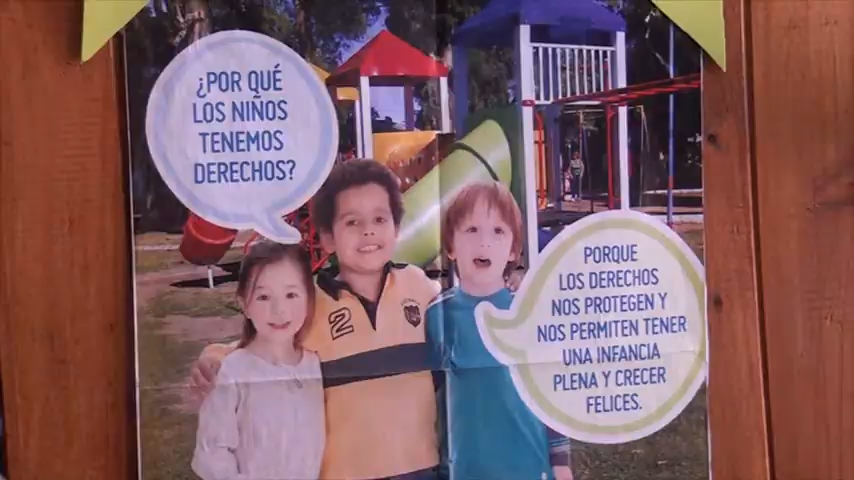 ¿POR QUÉ
LOS NIÑOS
TENEMOS
DERECHOS?
PORQUE
LOS DERECHOS
NOS PROTEGEN Y
NOS PERMITEN TENER
UNA INFANCIA
PLENA Y CRECER
FELICES.
2